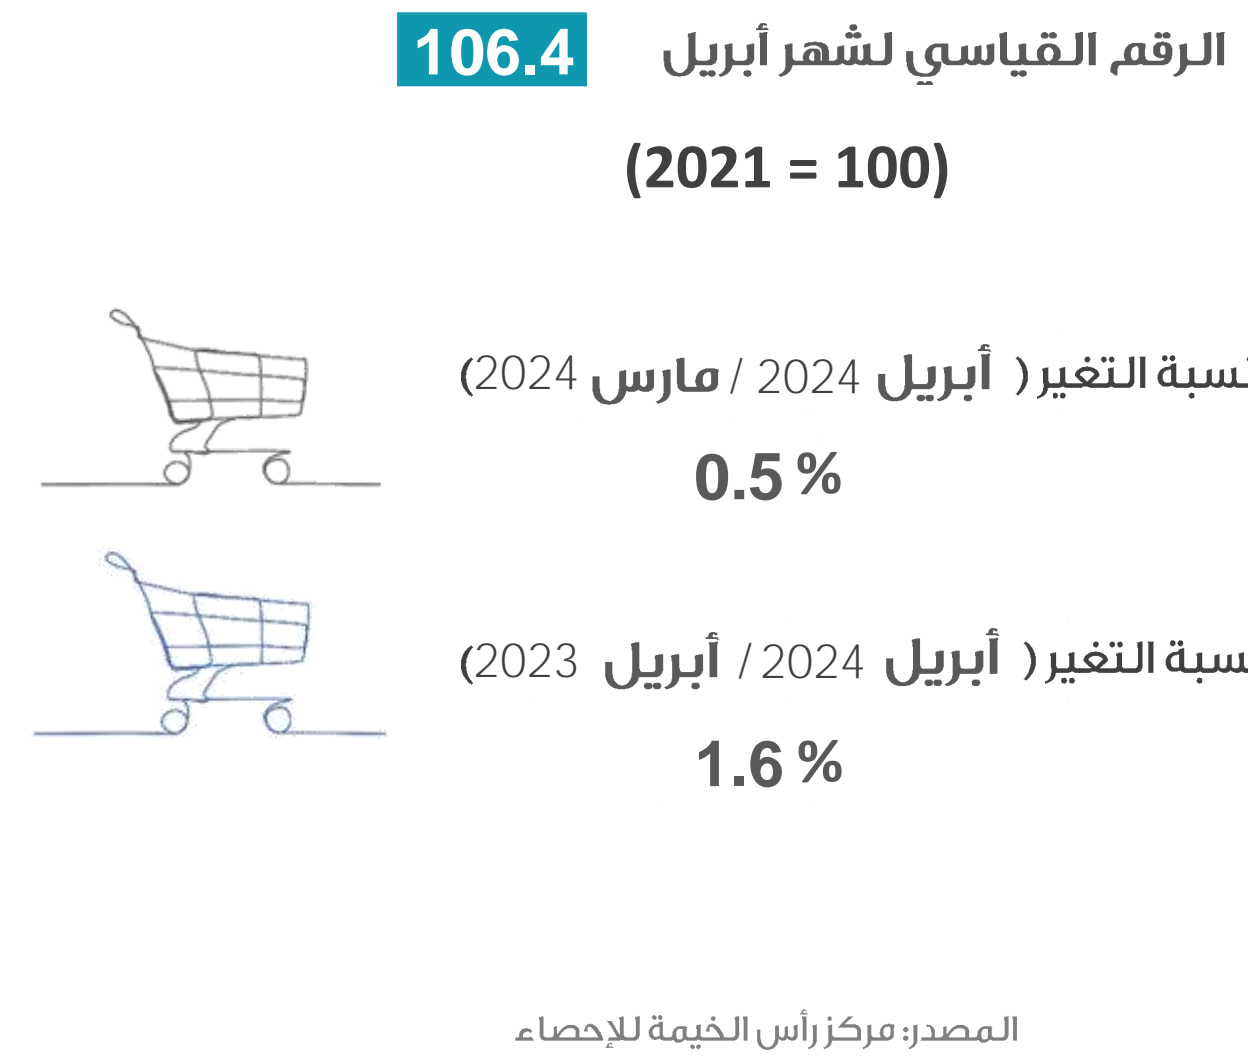 الرقم القياسي لشهر أبريل 106.4
(2021 = 100)
نسبة التغير ( أبريل 2024 / مارس 2024)
0.5 %
نسبة التغير ( أبريل 2024 / أبريل 2023)
1.6 %
المصدر: مركز رأس الخيمة للإحصاء